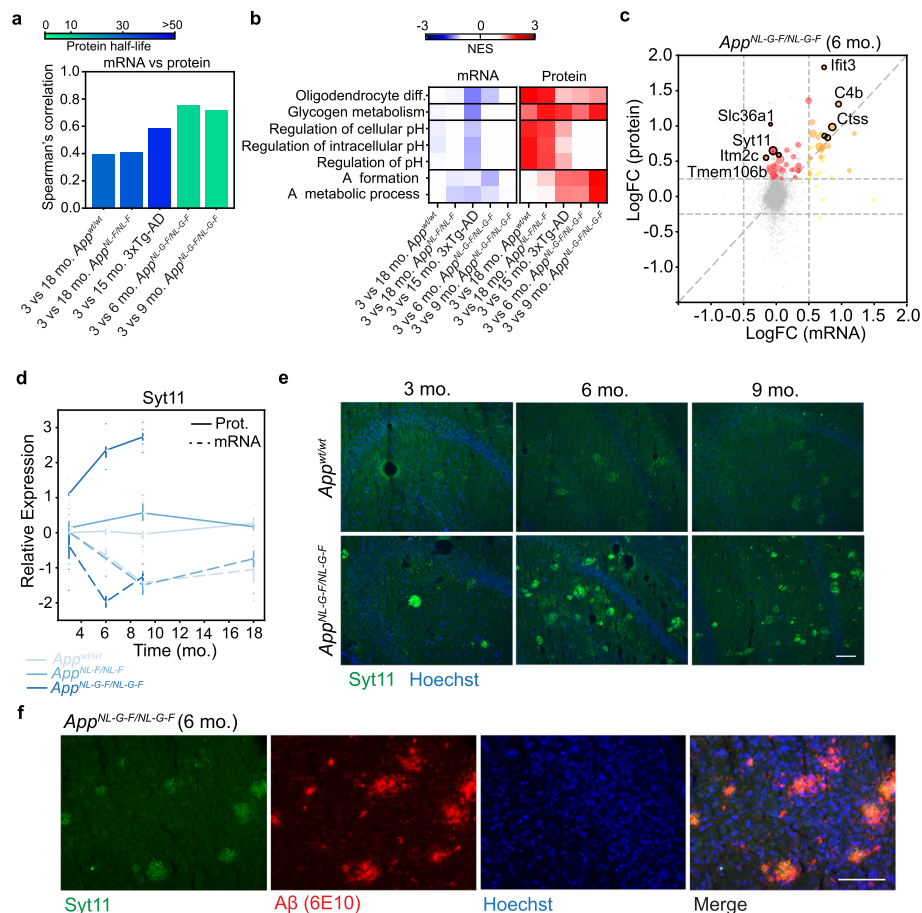 a
0 10 30 >50
Protein half-life
mRNA vs protein
Spearman's correlation
1.0
0.8
0.6
0.4
0.2
0.0
3 vs 18 mo. App^wt/wt
3 vs 18 mo. App^NL-F/NL-F
3 vs 15 mo. 3xTg-AD
3 vs 6 mo. App^NL-G-F/NL-G-F
3 vs 9 mo. App^NL-G-F/NL-G-F
b
-3 0 3
NES
mRNA Protein
Oligodendrocyte diff.
Glycogen metabolism
Regulation of cellular pH
Regulation of intracellular pH
Regulation of pH
A formation
A metabolic process
3 vs 18 mo. App^wt/wt
3 vs 18 mo. App^NL-F/NL-F
3 vs 15 mo. 3xTg-AD
3 vs 6 mo. App^NL-G-F/NL-G-F
3 vs 9 mo. App^NL-G-F/NL-G-F
3 vs 18 mo. App^wt/wt
3 vs 18 mo. App^NL-F/NL-F
3 vs 15 mo. 3xTg-AD
3 vs 6 mo. App^NL-G-F/NL-G-F
3 vs 9 mo. App^NL-G-F/NL-G-F
c
App^NL-G-F/NL-G-F (6 mo.)
LogFC (protein)
2.0
1.5
1.0
0.5
0.0
-0.5
-1.0
Ifit3
C4b
Ctss
Slc36a1
Syt11
Itm2c
Tmem106b
-1.0 -0.5 0.0 0.5 1.0 1.5 2.0
LogFC (mRNA)
d
Syt11
Relative Expression
3
2
1
0
-1
-2
Prot.
mRNA
4 6 8 10 12 14 16 18
Time (mo.)
App^wt/wt
App^NL-F/NL-F
App^NL-G-F/NL-G-F
e
3 mo. 6 mo. 9 mo.
App^wt/wt
App^NL-G-F/NL-G-F
Syt11 Hoechst
f
App^NL-G-F/NL-G-F (6 mo.)
Syt11 Aβ (6E10) Hoechst Merge